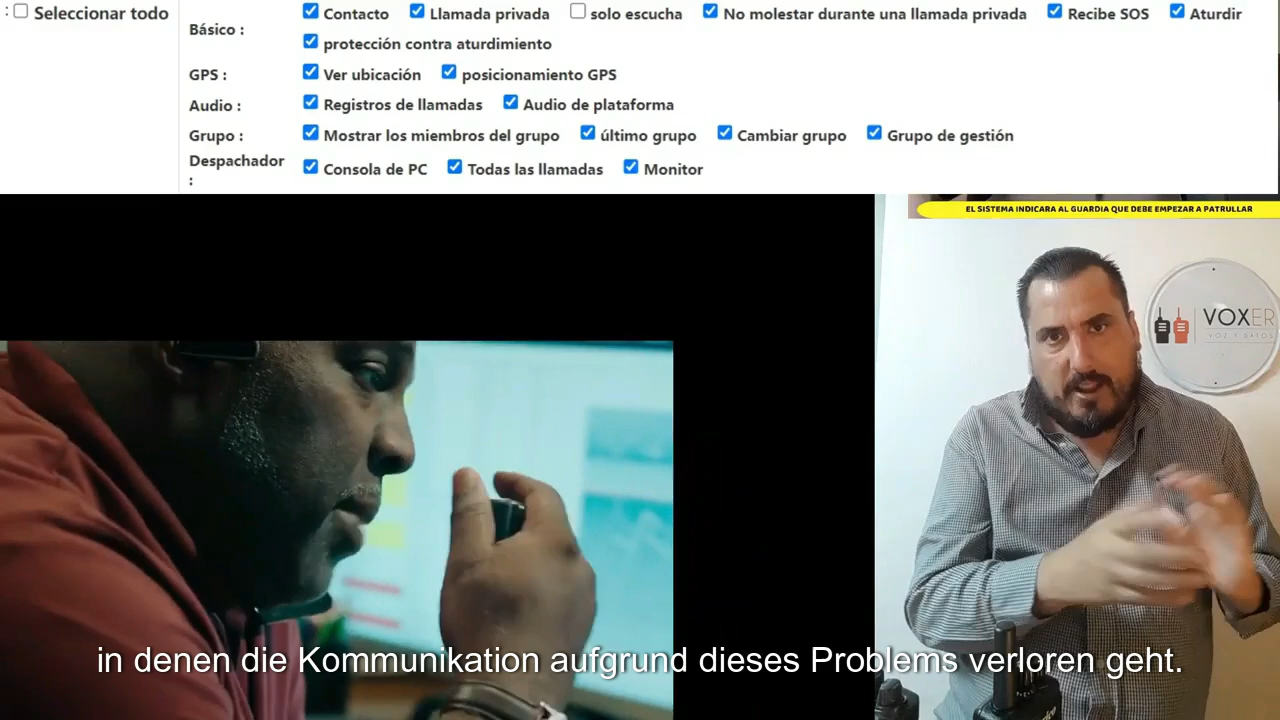 : Seleccionar todo
Básico : Contacto Llamada privada solo escucha No molestar durante una llamada privada Recibe SOS Aturdir
protección contra aturdimiento
GPS : Ver ubicación posicionamiento GPS
Audio : Registros de llamadas Audio de plataforma
Grupo : Mostrar los miembros del grupo último grupo Cambiar grupo Grupo de gestión
Despachador : Consola de PC Todas las llamadas Monitor
EL SISTEMA INDICARA AL GUARDIA QUE DEBE EMPEZAR A PATRULLAR
VOXER
VOZ Y DATOS
in denen die Kommunikation aufgrund dieses Problems verloren geht.